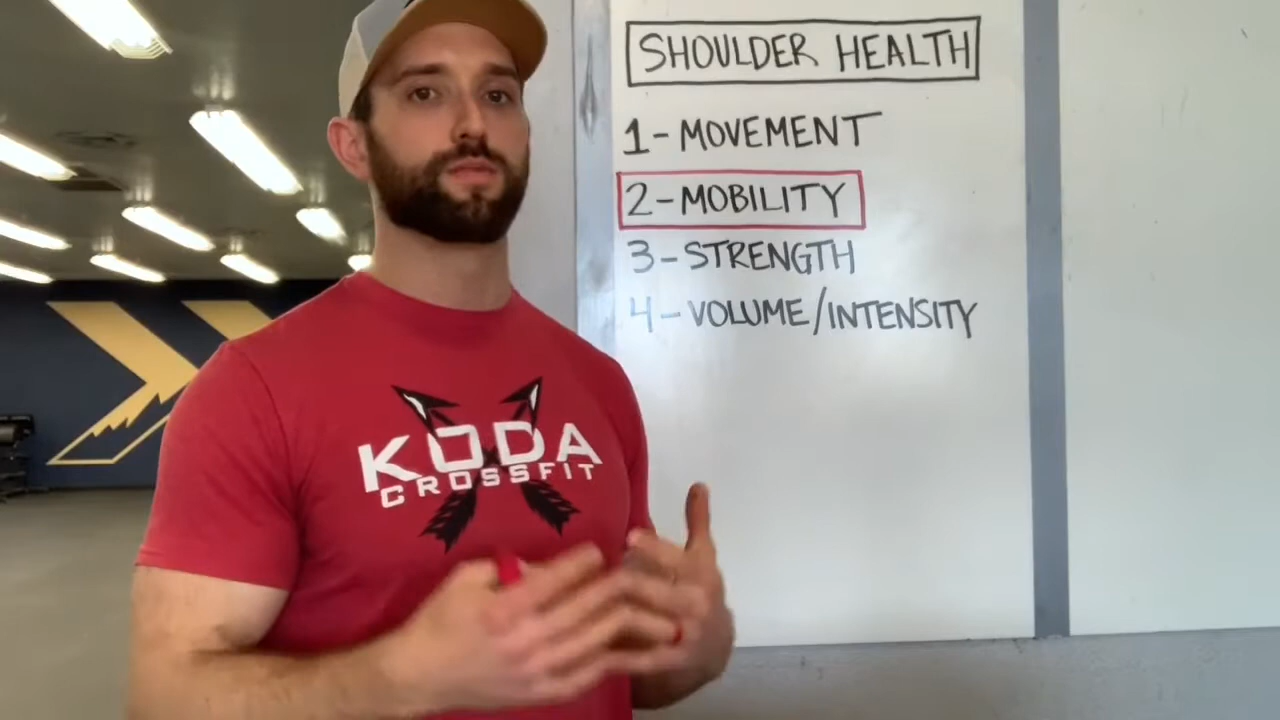 SHOULDER HEALTH
1-MOVEMENT
2-MOBILITY
3-STRENGTH
4-VOLUME/INTENSITY
KODA
CROSSFIT